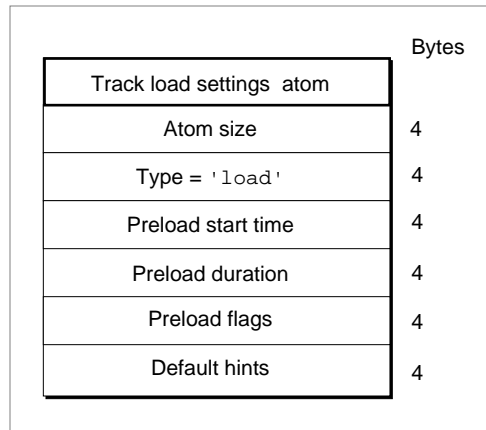 Bytes
Track load settings atom
Atom size 4
Type = 'load' 4
Preload start time 4
Preload duration 4
Preload flags 4
Default hints 4